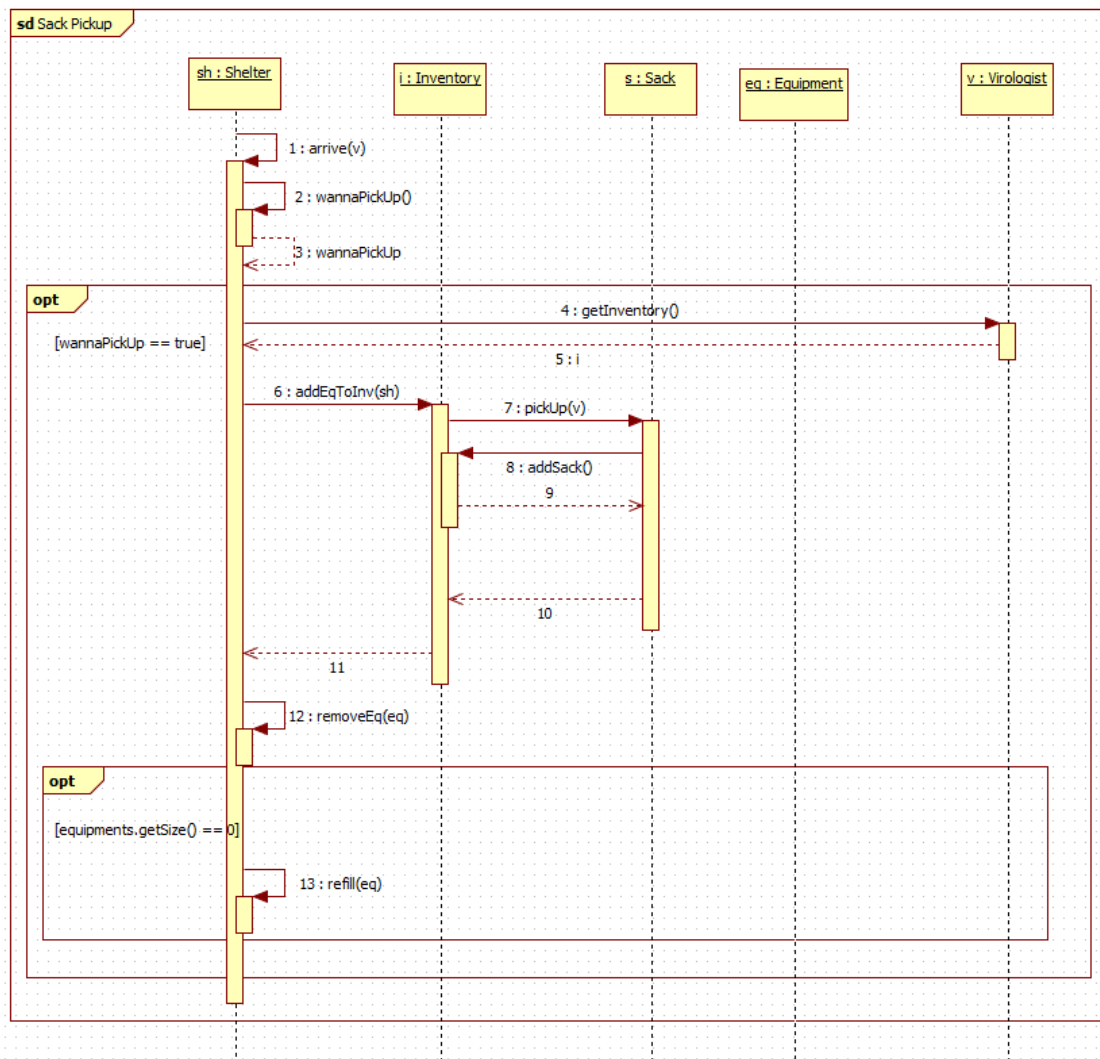 sd Sack Pickup
sh : Shelter
i : Inventory
s : Sack
eq : Equipment
v : Virologist
1 : arrive(v)
2 : wannaPickUp()
3 : wannaPickUp
opt
4 : getInventory()
[wannaPickUp == true]
5 : i
6 : addEqToInv(sh)
7 : pickUp(v)
8 : addSack()
9
10
11
12 : removeEq(eq)
opt
[equipments.getSize() == 0]
13 : refill(eq)